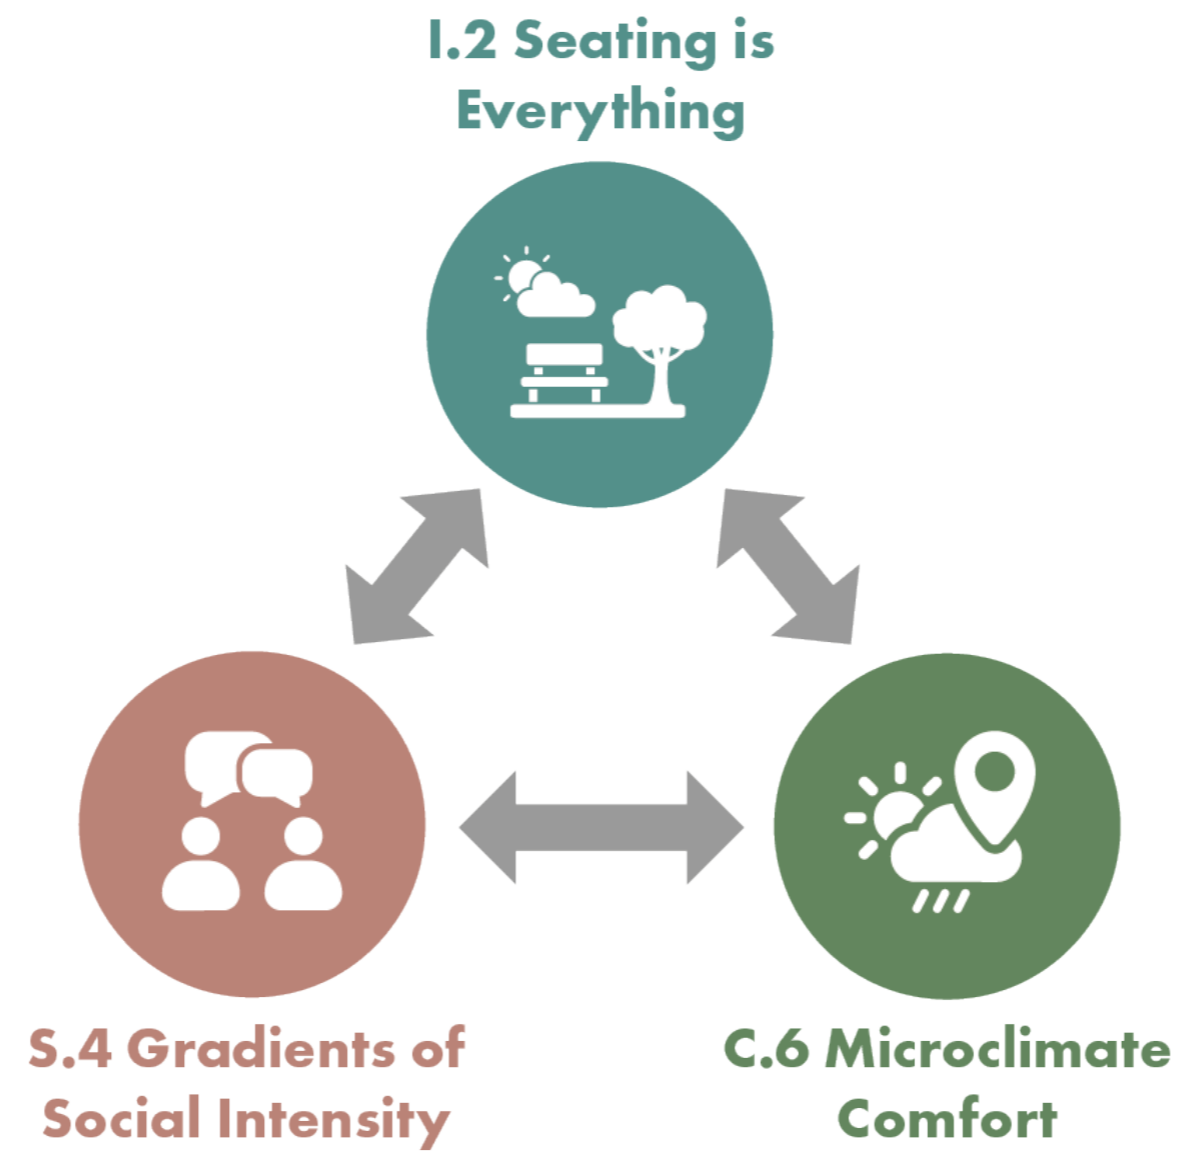 I.2 Seating is
Everything
S.4 Gradients of
Social Intensity
C.6 Microclimate
Comfort